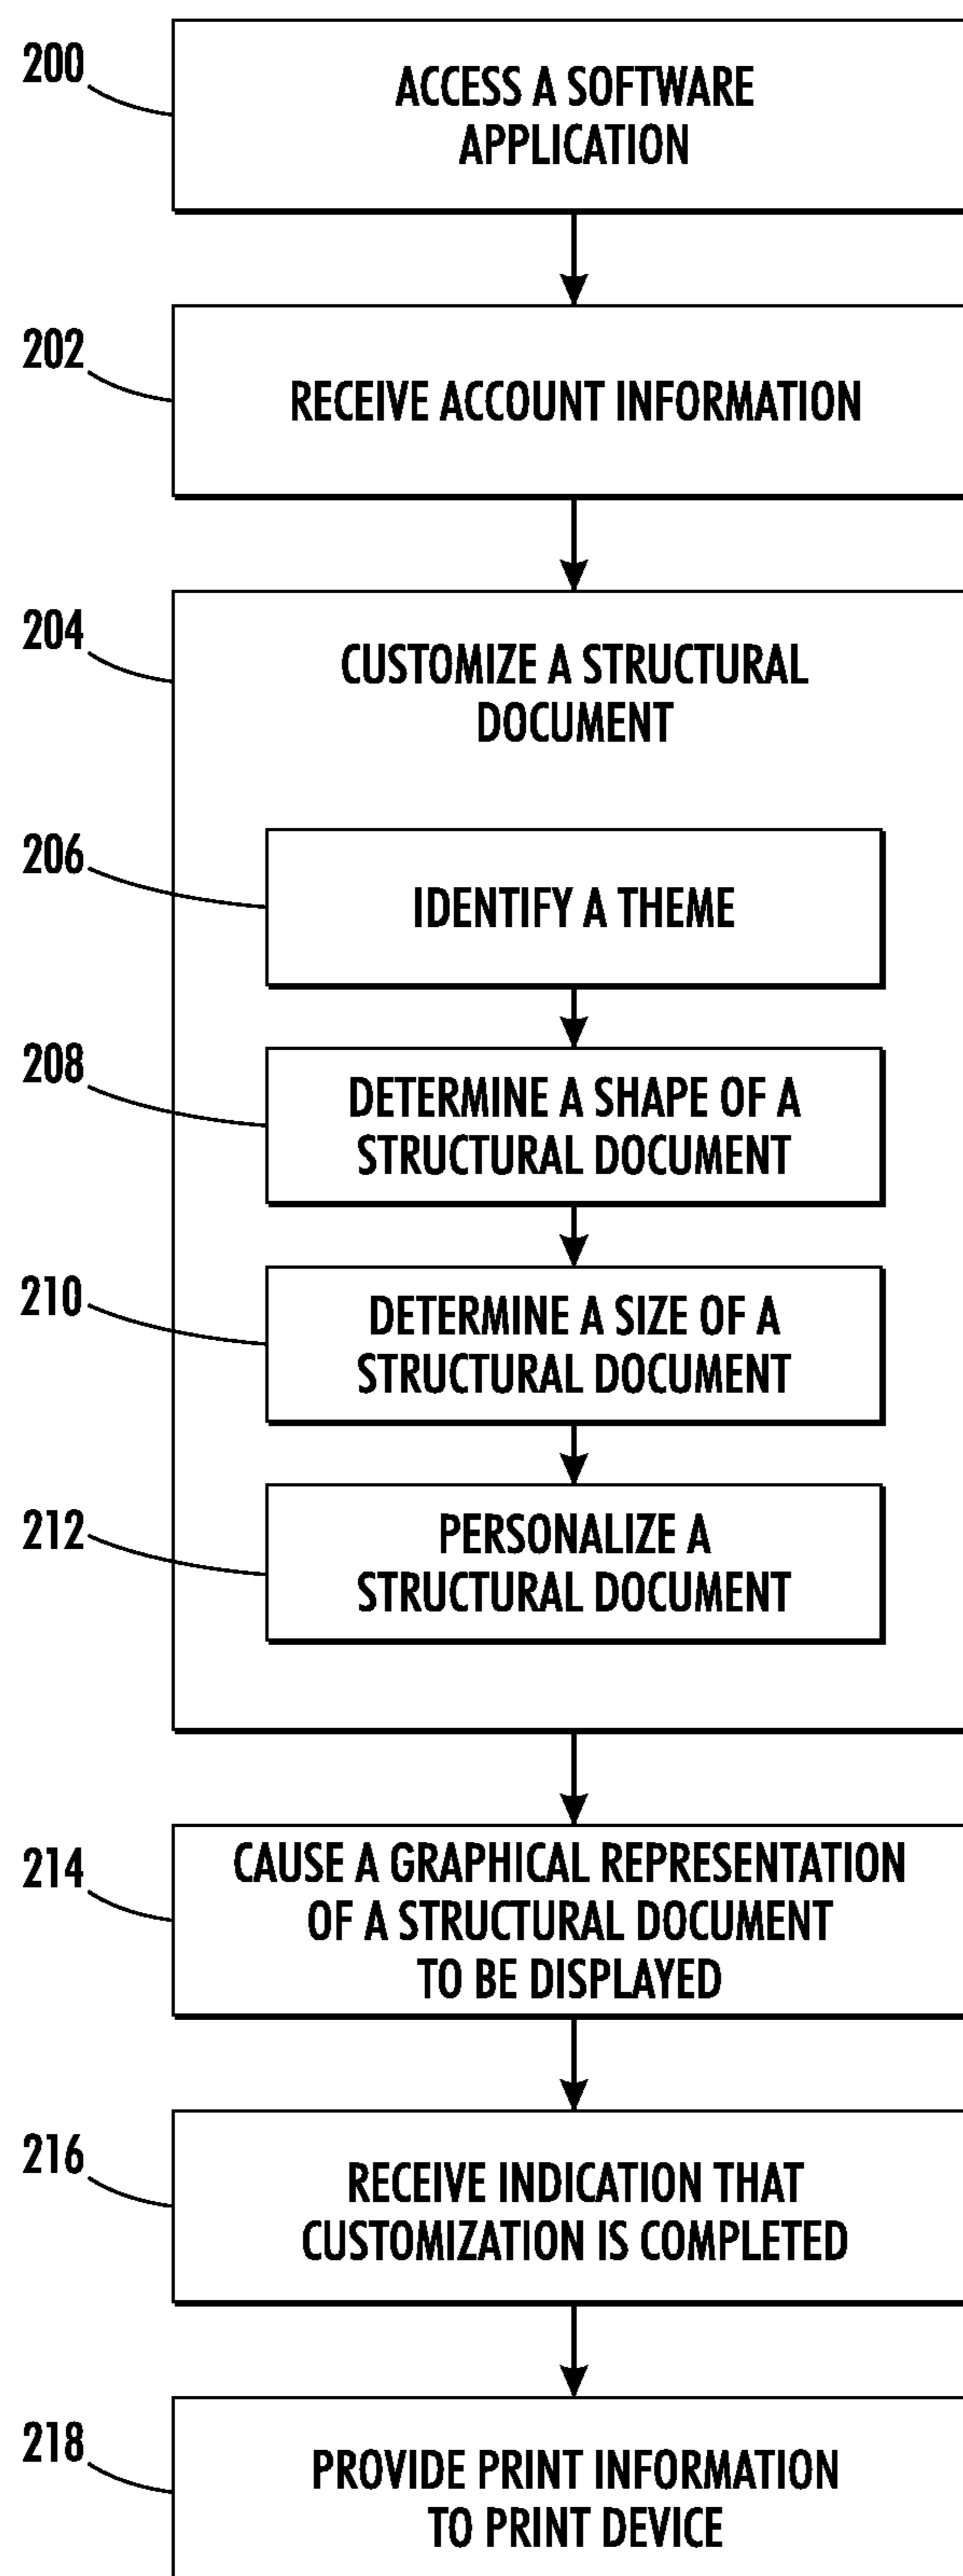 200
ACCESS A SOFTWARE
APPLICATION
202
RECEIVE ACCOUNT INFORMATION
204
CUSTOMIZE A STRUCTURAL
DOCUMENT
206
IDENTIFY A THEME
208
DETERMINE A SHAPE OF A
STRUCTURAL DOCUMENT
210
DETERMINE A SIZE OF A
STRUCTURAL DOCUMENT
212
PERSONALIZE A
STRUCTURAL DOCUMENT
214
CAUSE A GRAPHICAL REPRESENTATION
OF A STRUCTURAL DOCUMENT
TO BE DISPLAYED
216
RECEIVE INDICATION THAT
CUSTOMIZATION IS COMPLETED
218
PROVIDE PRINT INFORMATION
TO PRINT DEVICE